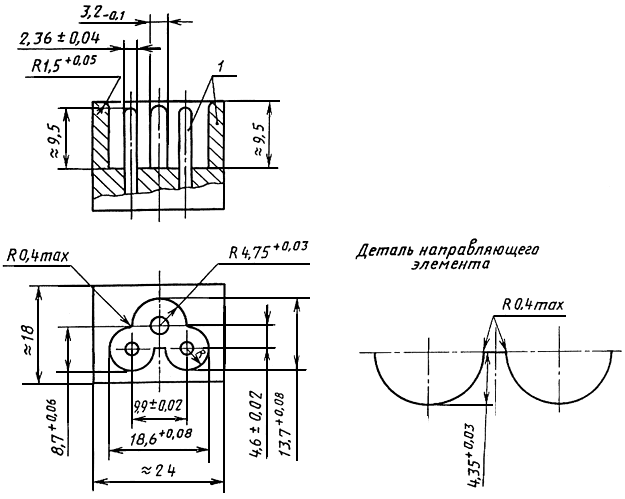 3,2₋₀,₁
2,36 ± 0,04
R1,5⁺⁰,⁰⁵
1
≈9,5
≈9,5
R0,4max
R4,75⁺⁰,⁰³
Деталь направляющего
элемента
R0,4max
≈18
R
8,7⁺⁰,⁰⁶
9,9±0,02
18,6⁺⁰,⁰⁸
≈24
4,6 ± 0,02
13,7⁺⁰,⁰⁸
4,35⁺⁰,⁰³